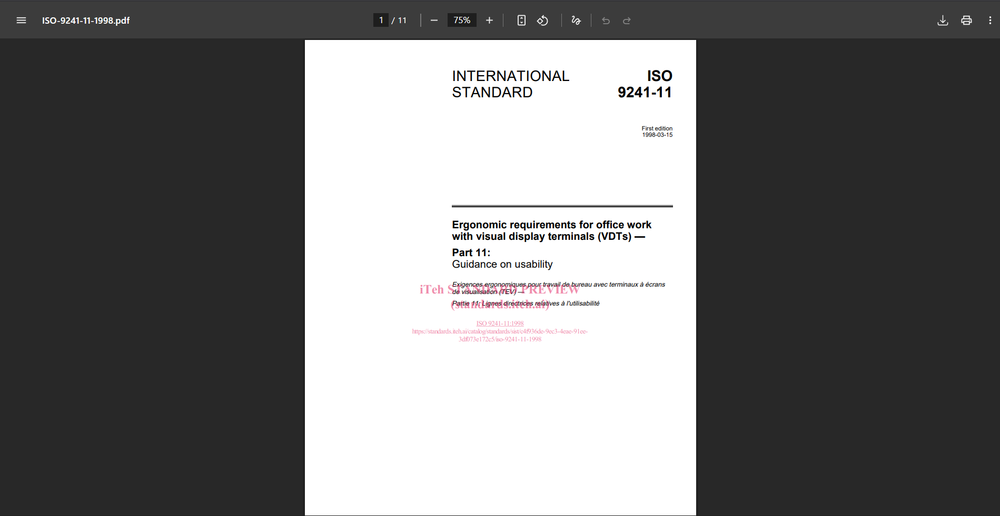 ISO-9241-11-1998.pdf
1 / 11
75%
INTERNATIONAL
STANDARD
ISO
9241-11
First edition
1998-03-15
Ergonomic requirements for office work
with visual display terminals (VDTs) —
Part 11:
Guidance on usability
Exigences ergonomiques pour travail de bureau avec terminaux à écrans
de visualisation (TEV) —
Partie 11: Lignes directrices relatives à l'utilisabilité
iTeh STANDARD PREVIEW
(standards.iteh.ai)
ISO 9241-11:1998
https://standards.iteh.ai/catalog/standards/sist/c4f936de-9ec3-4eae-91ee-
3df073e172c5/iso-9241-11-1998